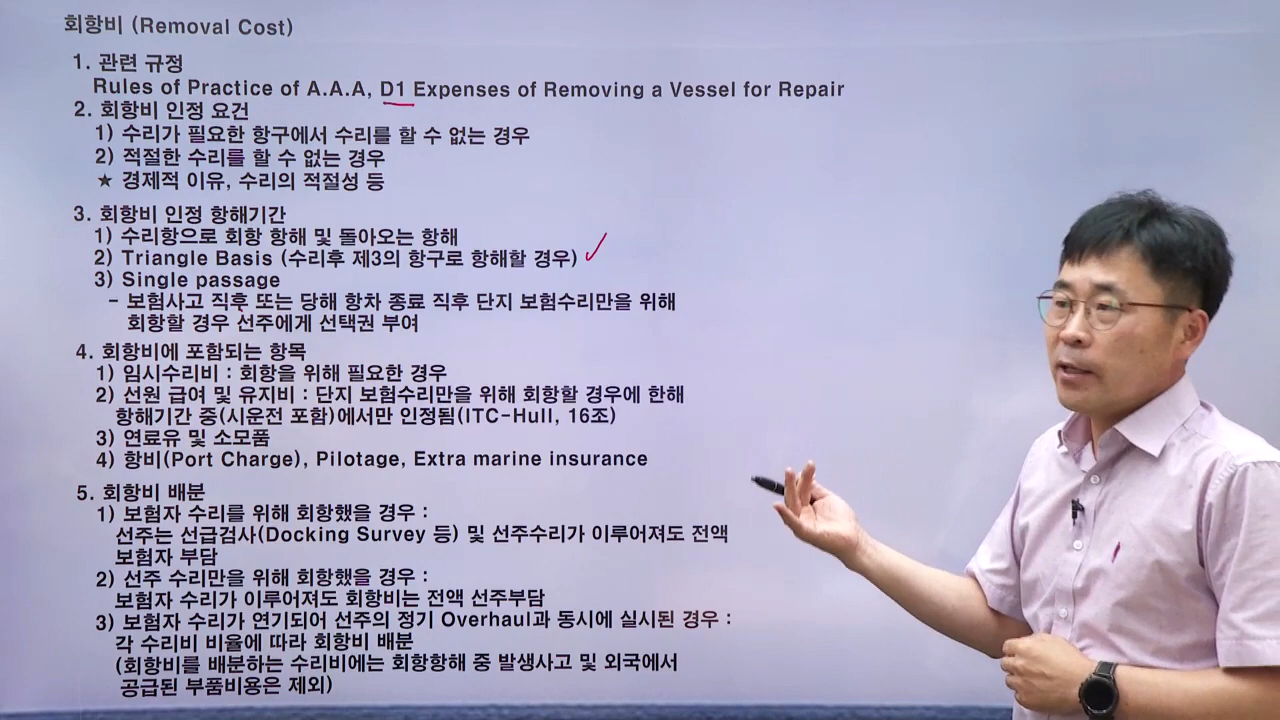 회항비 (Removal Cost)
1. 관련 규정
Rules of Practice of A.A.A, D1 Expenses of Removing a Vessel for Repair
2. 회항비 인정 요건
1) 수리가 필요한 항구에서 수리를 할 수 없는 경우
2) 적절한 수리를 할 수 없는 경우
★ 경제적 이유, 수리의 적절성 등
3. 회항비 인정 항해기간
1) 수리항으로 회항 항해 및 돌아오는 항해
2) Triangle Basis (수리후 제3의 항구로 항해할 경우)
3) Single passage
- 보험사고 직후 또는 당해 항차 종료 직후 단지 보험수리만을 위해
회항할 경우 선주에게 선택권 부여
4. 회항비에 포함되는 항목
1) 임시수리비 : 회항을 위해 필요한 경우
2) 선원 급여 및 유지비 : 단지 보험수리만을 위해 회항할 경우에 한해
항해기간 중(시운전 포함)에서만 인정됨(ITC-Hull, 16조)
3) 연료유 및 소모품
4) 항비(Port Charge), Pilotage, Extra marine insurance
5. 회항비 배분
1) 보험자 수리를 위해 회항했을 경우 :
선주는 선급검사(Docking Survey 등) 및 선주수리가 이루어져도 전액
보험자 부담
2) 선주 수리만을 위해 회항했을 경우 :
보험자 수리가 이루어져도 회항비는 전액 선주부담
3) 보험자 수리가 연기되어 선주의 정기 Overhaul과 동시에 실시된 경우 :
각 수리비 비율에 따라 회항비 배분
(회항비를 배분하는 수리비에는 회항항해 중 발생사고 및 외국에서
공급된 부품비용은 제외)